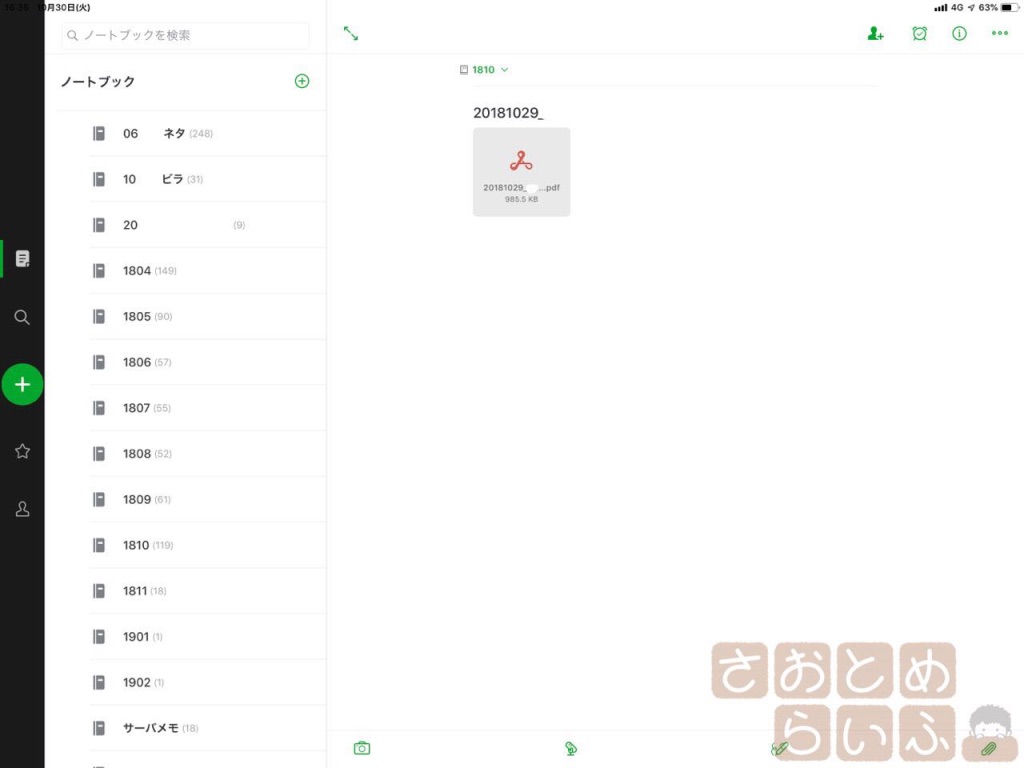 10月30日(火)
4G 63%
ノートブックを検索
ノートブック
06 ネタ (248)
10 ビラ (31)
20 (9)
1804 (149)
1805 (90)
1806 (57)
1807 (55)
1808 (52)
1809 (61)
1810 (119)
1811 (18)
1901 (1)
1902 (1)
サーバメモ (18)
1810
20181029_
20181029_ ...pdf
985.5 KB
さおとめ
らいふ